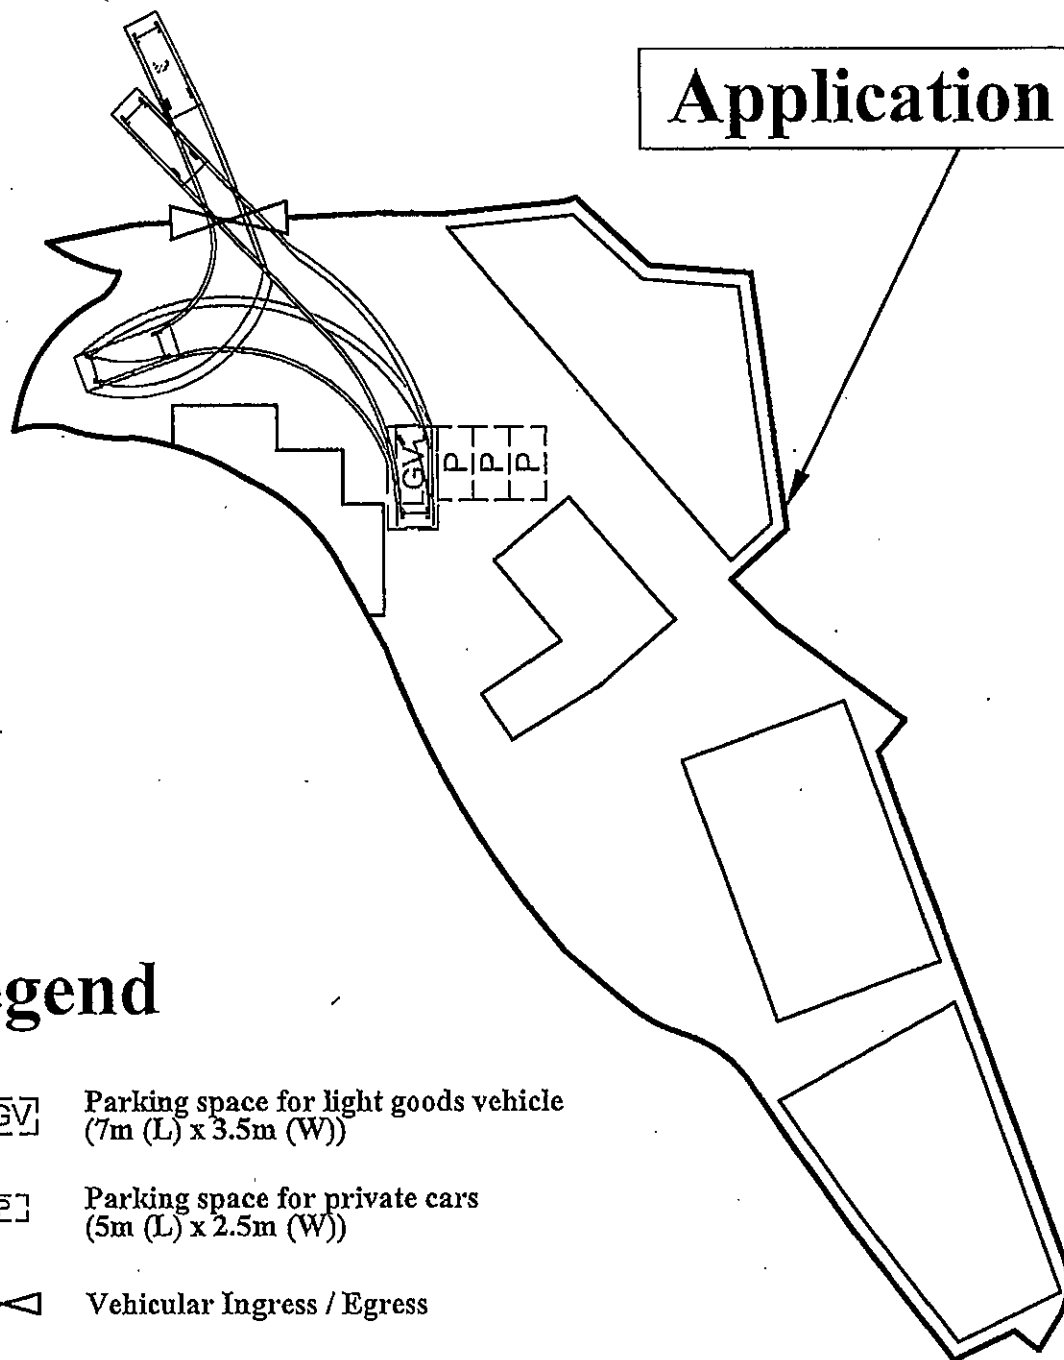 Application
LGV
P
P
P
egend
GV
Parking space for light goods vehicle
(7m (L) x 3.5m (W))
P
Parking space for private cars
(5m (L) x 2.5m (W))
Vehicular Ingress / Egress